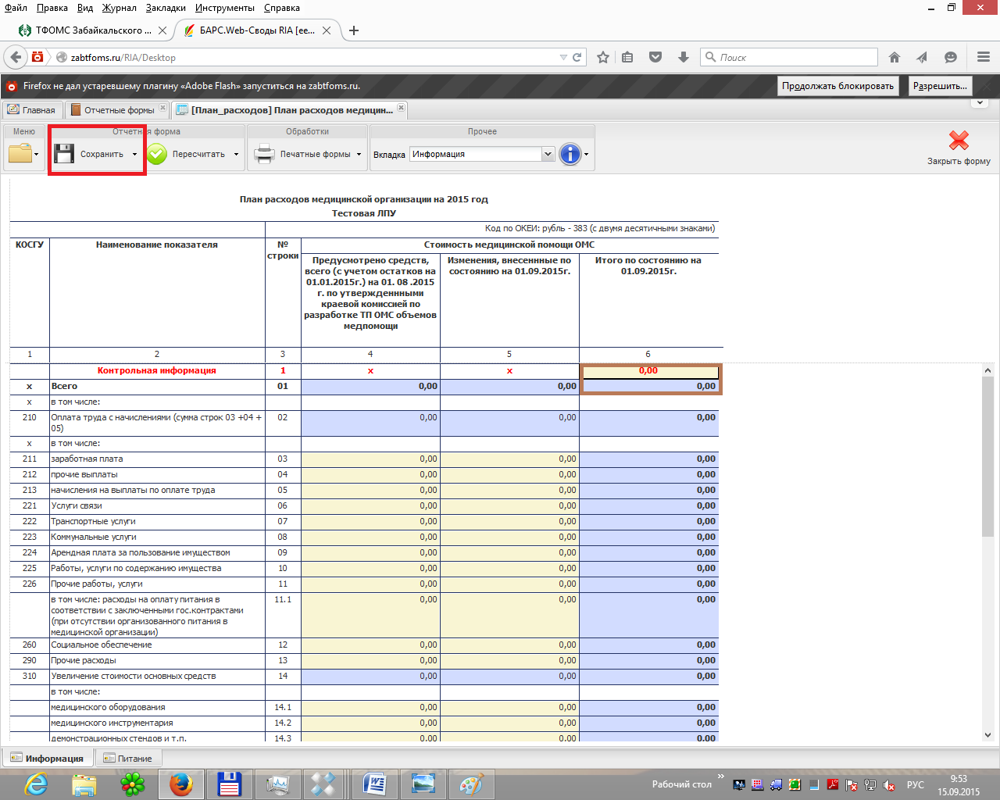 Файл Правка Вид Журнал Закладки Инструменты Справка
ТФОМС Забайкальского ... БАРС.Web-Своды RIA [ee...
zabtfoms.ru/RIA/Desktop Поиск
Firefox не дал устаревшему плагину «Adobe Flash» запуститься на zabtfoms.ru. Продолжать блокировать Разрешить...
Главная Отчетные формы [План_расходов] План расходов медицин...
Меню Отчетная форма Обработки Прочее
Сохранить Пересчитать Печатные формы Вкладка Информация Закрыть форму
План расходов медицинской организации на 2015 год
Тестовая ЛПУ
Код по ОКЕИ: рубль - 383 (с двумя десятичными знаками)
КОСГУ Наименование показателя № строки Стоимость медицинской помощи ОМС
Предусмотрено средств,
всего (с учетом остатков на
01.01.2015г.) на 01. 08 .2015
г. по утвержденнными
краевой комиссией по
разработке ТП ОМС объемов
медпомощи
Изменения, внесеннные по
состоянию на 01.09.2015г.
Итого по состоянию на
01.09.2015г.
1 2 3 4 5 6
Контрольная информация 1 x x 0,00
x Всего 01 0,00 0,00 0,00
x в том числе:
210 Оплата труда с начислениями (сумма строк 03 +04 + 02 0,00 0,00 0,00
05)
x в том числе:
211 заработная плата 03 0,00 0,00 0,00
212 прочие выплаты 04 0,00 0,00 0,00
213 начисления на выплаты по оплате труда 05 0,00 0,00 0,00
221 Услуги связи 06 0,00 0,00 0,00
222 Транспортные услуги 07 0,00 0,00 0,00
223 Коммунальные услуги 08 0,00 0,00 0,00
224 Арендная плата за пользование имуществом 09 0,00 0,00 0,00
225 Работы, услуги по содержанию имущества 10 0,00 0,00 0,00
226 Прочие работы, услуги 11 0,00 0,00 0,00
в том числе: расходы на оплату питания в 11.1 0,00 0,00 0,00
соответствии с заключенными гос.контрактами
(при отсутствии организованного питания в
медицинской организации)
260 Социальное обеспечение 12 0,00 0,00 0,00
290 Прочие расходы 13 0,00 0,00 0,00
310 Увеличение стоимости основных средств 14 0,00 0,00 0,00
в том числе:
медицинского оборудования 14.1 0,00 0,00 0,00
медицинского инструментария 14.2 0,00 0,00 0,00
демонстрационных стендов и т.п. 14.3 0,00 0,00 0,00
Информация Питание
Рабочий стол » РУС 9:53
15.09.2015